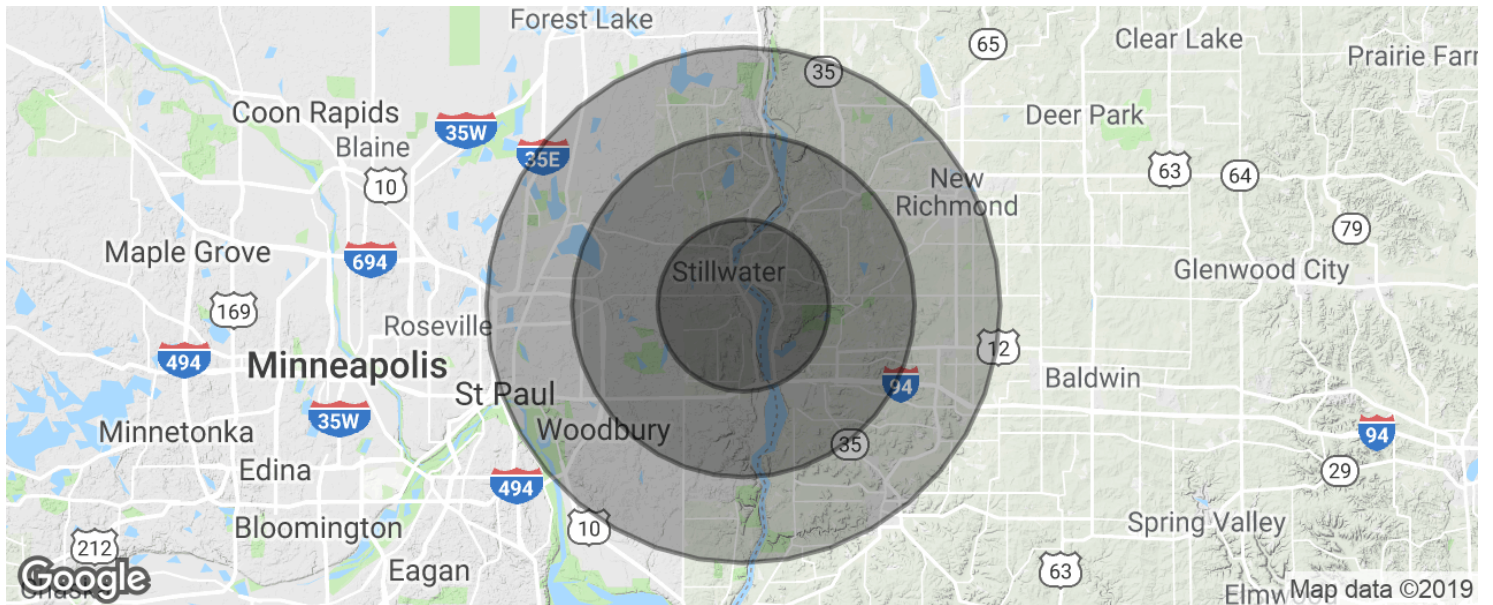 Forest Lake
65
Clear Lake
Prairie Farr
35
Coon Rapids
35W
Deer Park
Blaine
35E
10
63
64
New
Richmond
79
Maple Grove
694
Stillwater
Glenwood City
169
Roseville
494
Minneapolis
12
Baldwin
St Paul
94
35W
Woodbury
Minnetonka
35
94
Edina
29
494
Bloomington
10
Spring Valley
212
Eagan
63
Google
Elmw
Map data ©2019